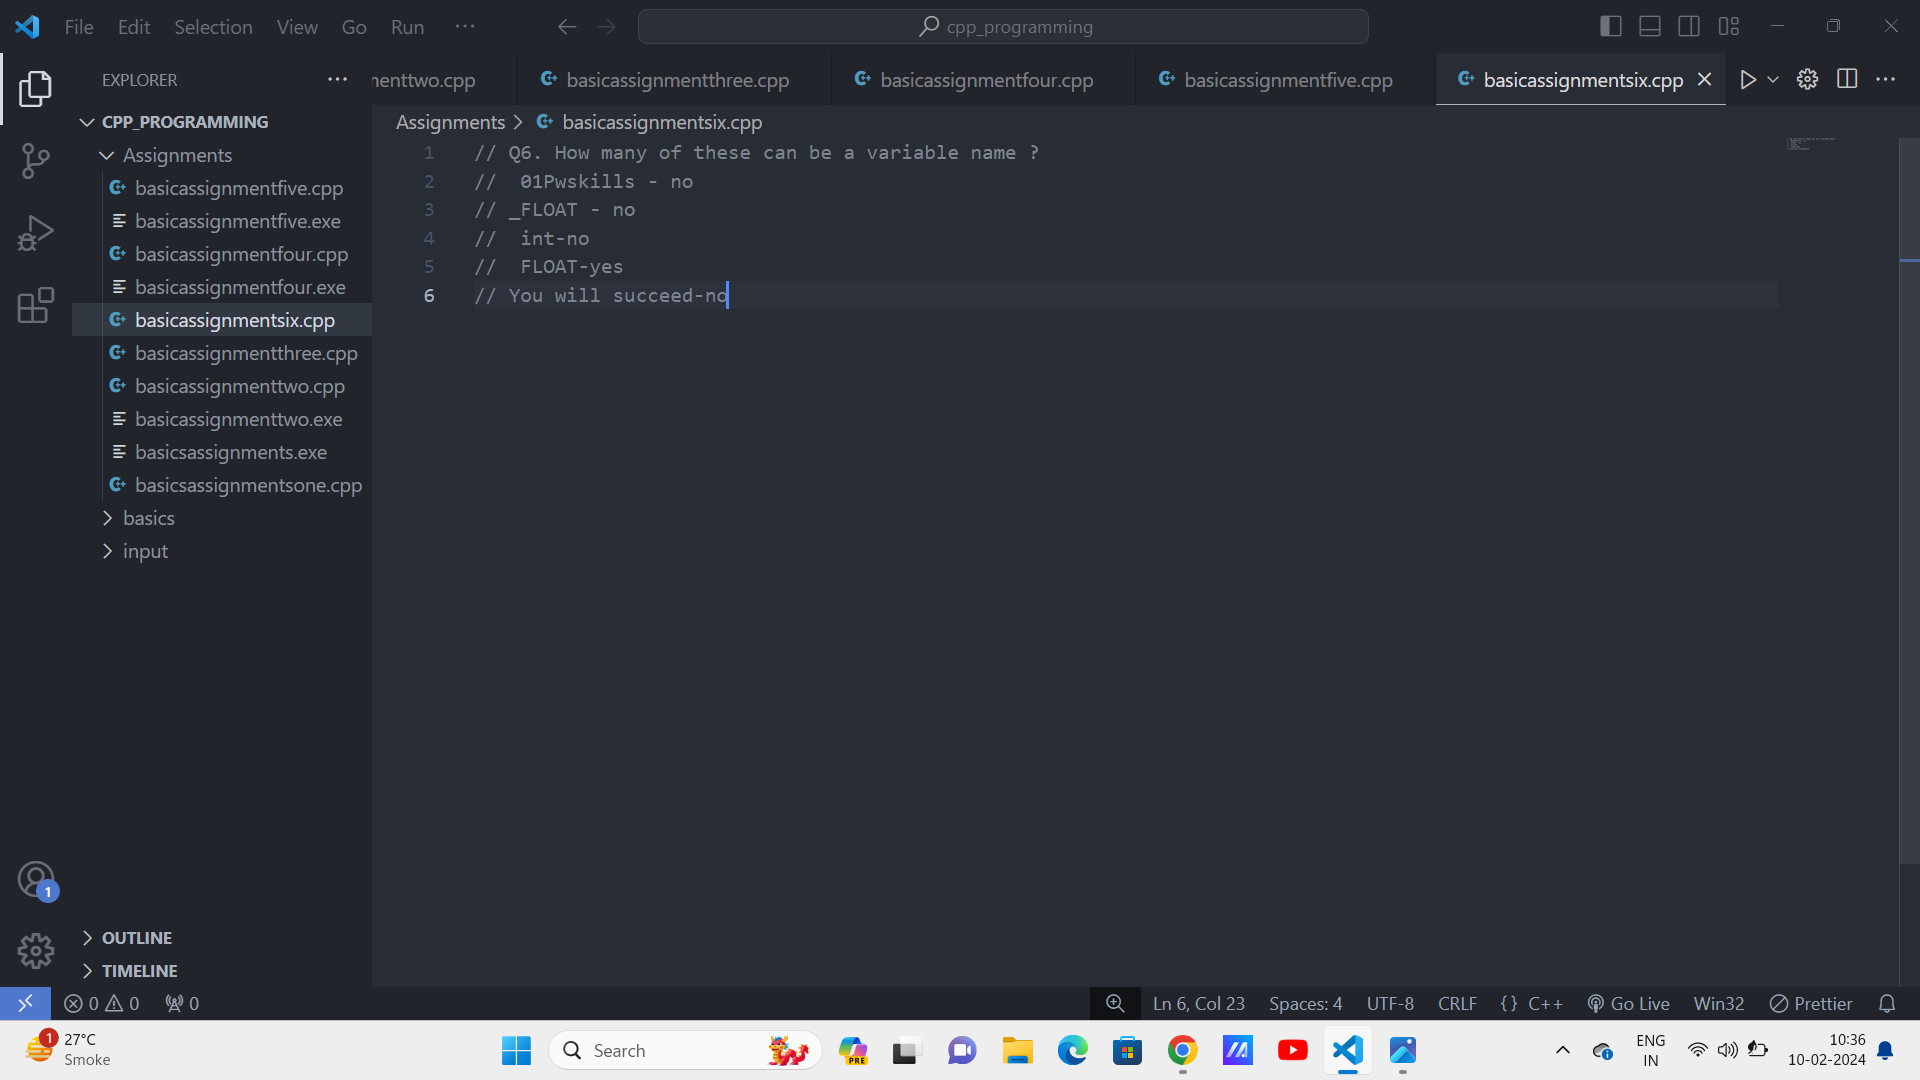 File Edit Selection View Go Run ··· cpp_programming
EXPLORER ···
menttwo.cpp basicassignmentthree.cpp basicassignmentfour.cpp basicassignmentfive.cpp basicassignmentsix.cpp
CPP_PROGRAMMING
Assignments
basicassignmentfive.cpp
basicassignmentfive.exe
basicassignmentfour.cpp
basicassignmentfour.exe
basicassignmentsix.cpp
basicassignmentthree.cpp
basicassignmenttwo.cpp
basicassignmenttwo.exe
basicsassignments.exe
basicsassignmentsone.cpp
basics
input
Assignments > basicassignmentsix.cpp
1 // Q6. How many of these can be a variable name ?
2 //  01Pwskills - no
3 // _FLOAT - no
4 //  int-no
5 //  FLOAT-yes
6 // You will succeed-no
1
OUTLINE
TIMELINE
0 0 0 Ln 6, Col 23 Spaces: 4 UTF-8 CRLF {} C++ Go Live Win32 Prettier
1 27°C
Smoke
Search
PRE
ENG
IN
10:36
10-02-2024